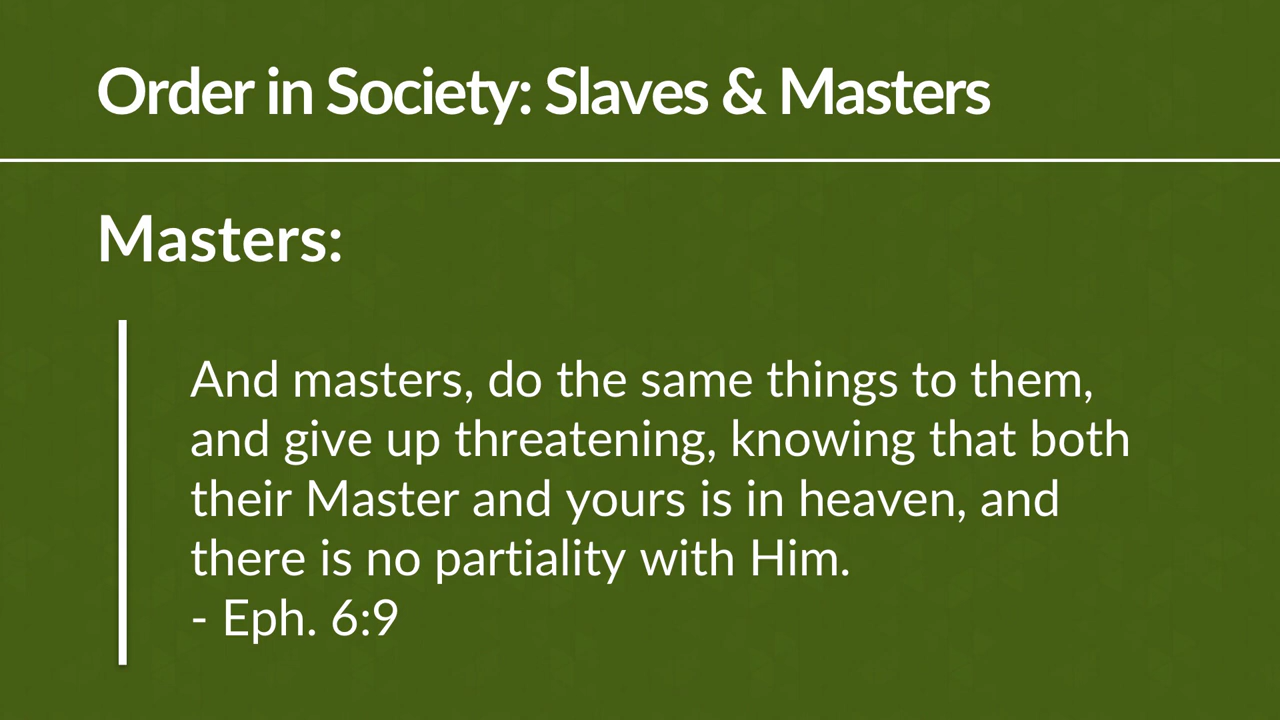 Order in Society: Slaves & Masters
Masters:
And masters, do the same things to them,
and give up threatening, knowing that both
their Master and yours is in heaven, and
there is no partiality with Him.
- Eph. 6:9